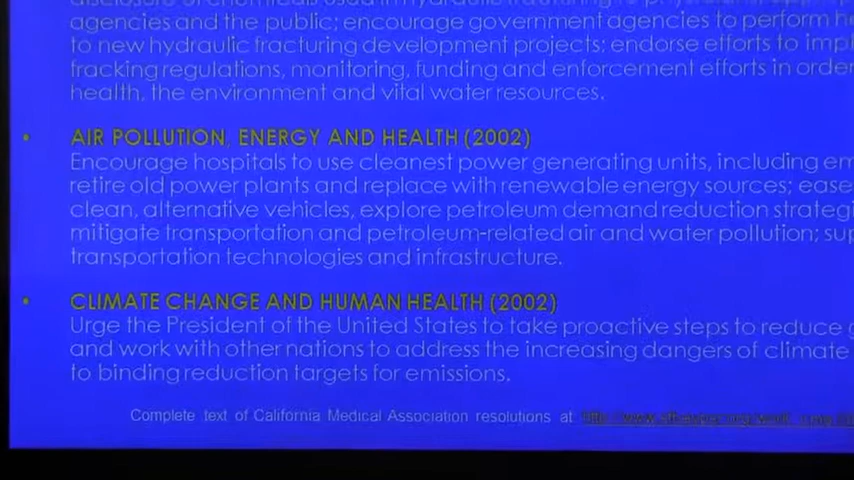 agencies and the public; encourage government agencies to perform
to new hydraulic fracturing development projects; endorse efforts to
fracking regulations, monitoring, funding and enforcement efforts in order
health, the environment and vital water resources.
• AIR POLLUTION, ENERGY AND HEALTH (2002)
Encourage hospitals to use cleanest power generating units, including
retire old power plants and replace with renewable energy sources; ease
clean, alternative vehicles, explore petroleum demand reduction
mitigate transportation and petroleum-related air and water pollution;
transportation technologies and infrastructure.
• CLIMATE CHANGE AND HUMAN HEALTH (2002)
Urge the President of the United States to take proactive steps to reduce
and work with other nations to address the increasing dangers of climate
to binding reduction targets for emissions.
Complete text of California Medical Association resolutions at